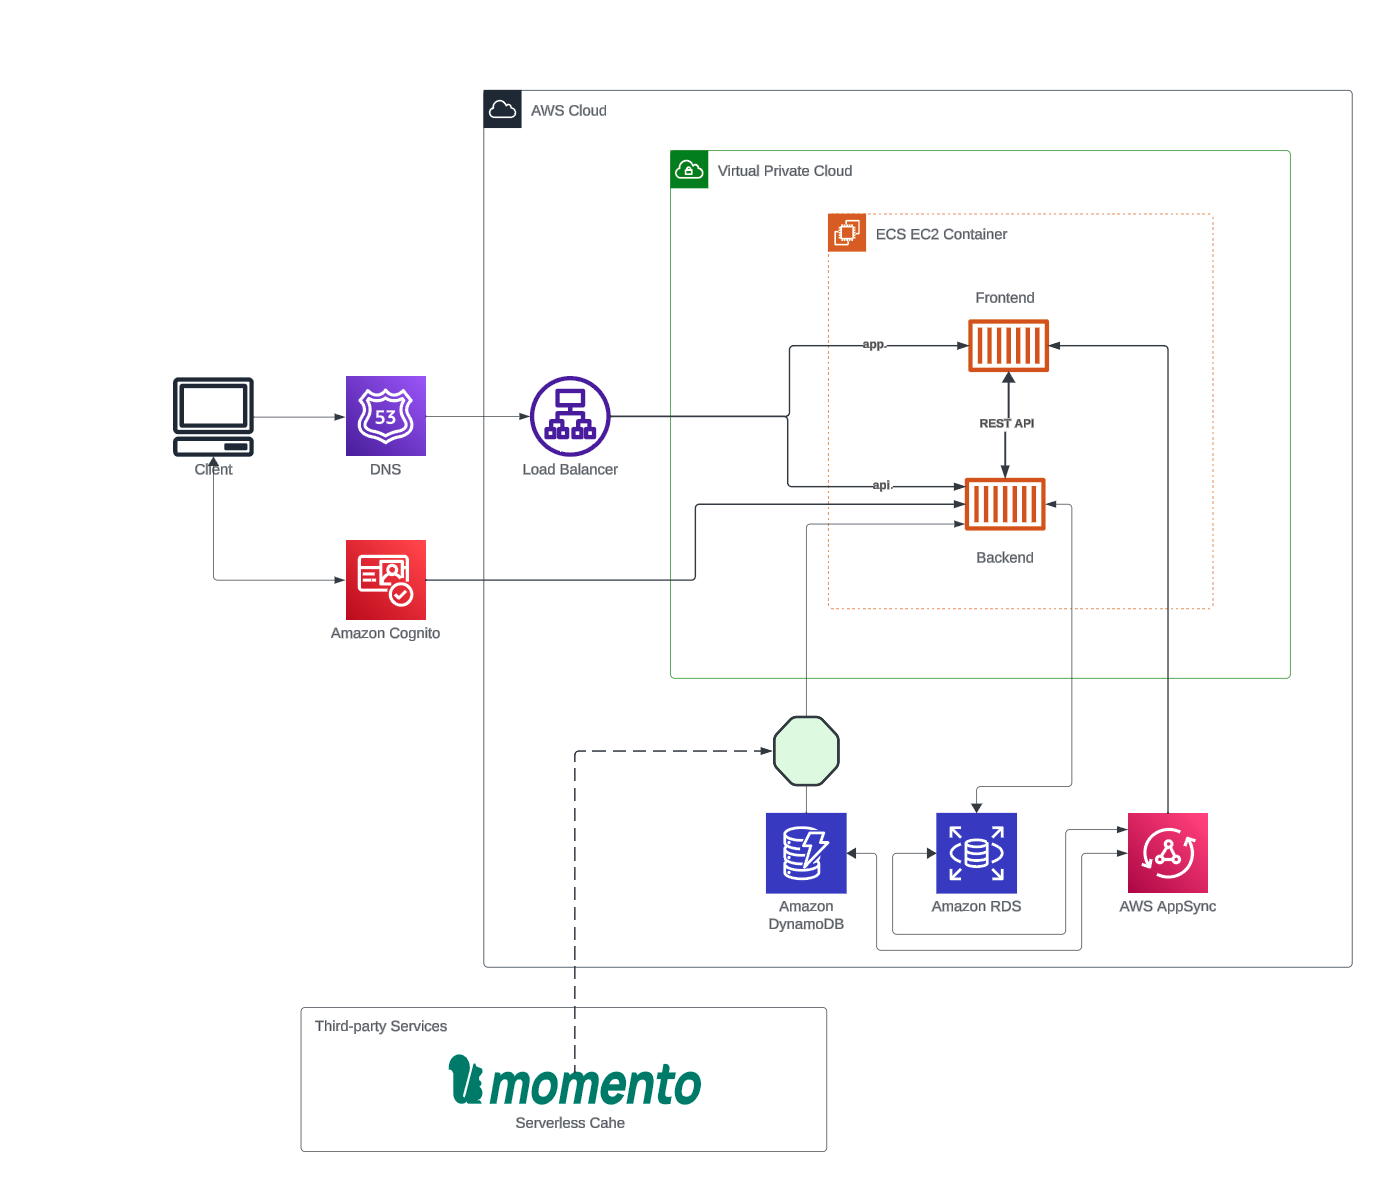 AWS Cloud
Virtual Private Cloud
ECS EC2 Container
Frontend
app.
53
REST API
Client
DNS
Load Balancer
api.
Backend
Amazon Cognito
Amazon
DynamoDB
Amazon RDS
AWS AppSync
Third-party Services
momento
Serverless Cahe